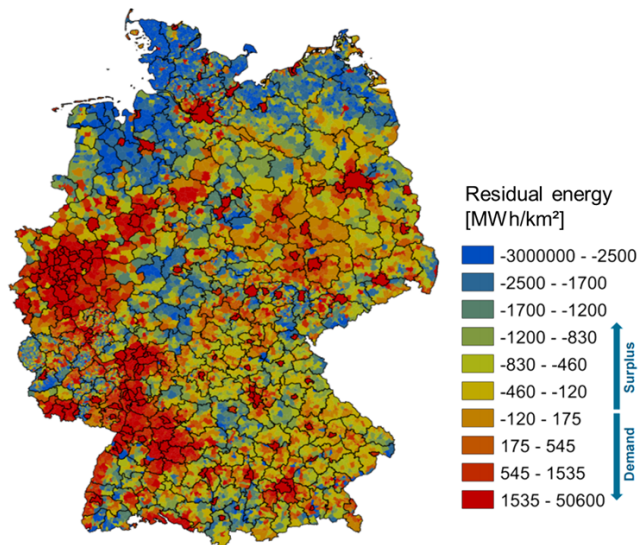 Residual energy
[MWh/km²]
-3000000 - -2500
-2500 - -1700
-1700 - -1200
-1200 - -830
-830 - -460
-460 - -120
-120 - 175
175 - 545
545 - 1535
1535 - 50600
Surplus
Demand